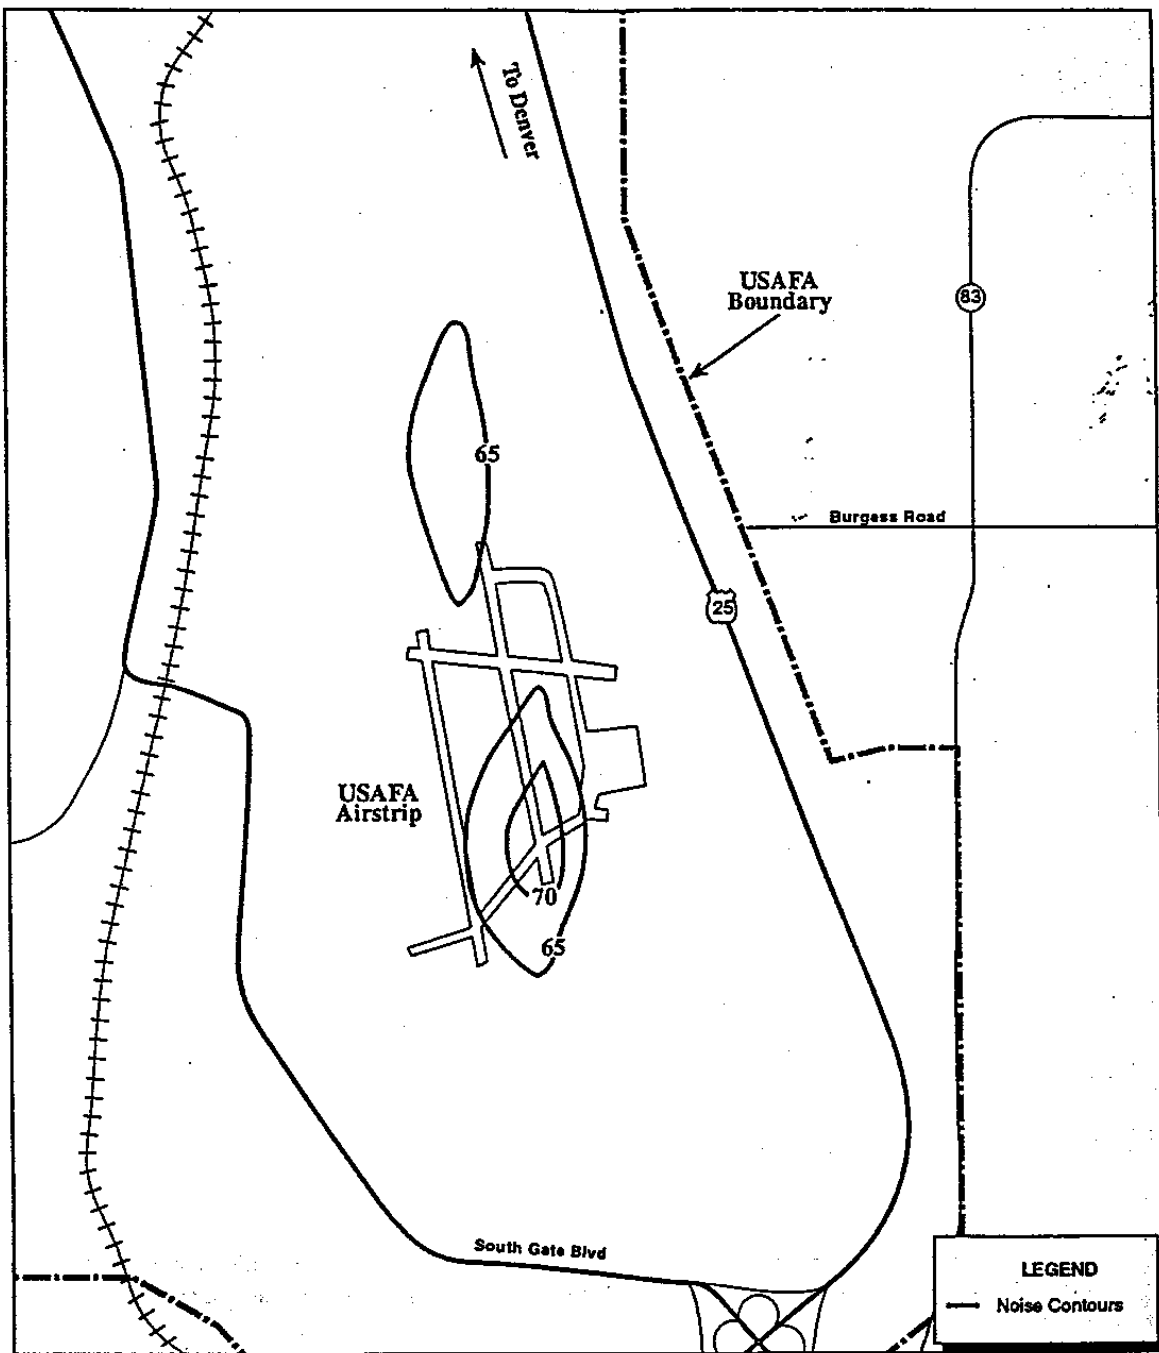 To Denver
USAFA
Boundary
83
65
Burgess Road
25
USAFA
Airstrip
70
65
South Gate Blvd
LEGEND
Noise Contours